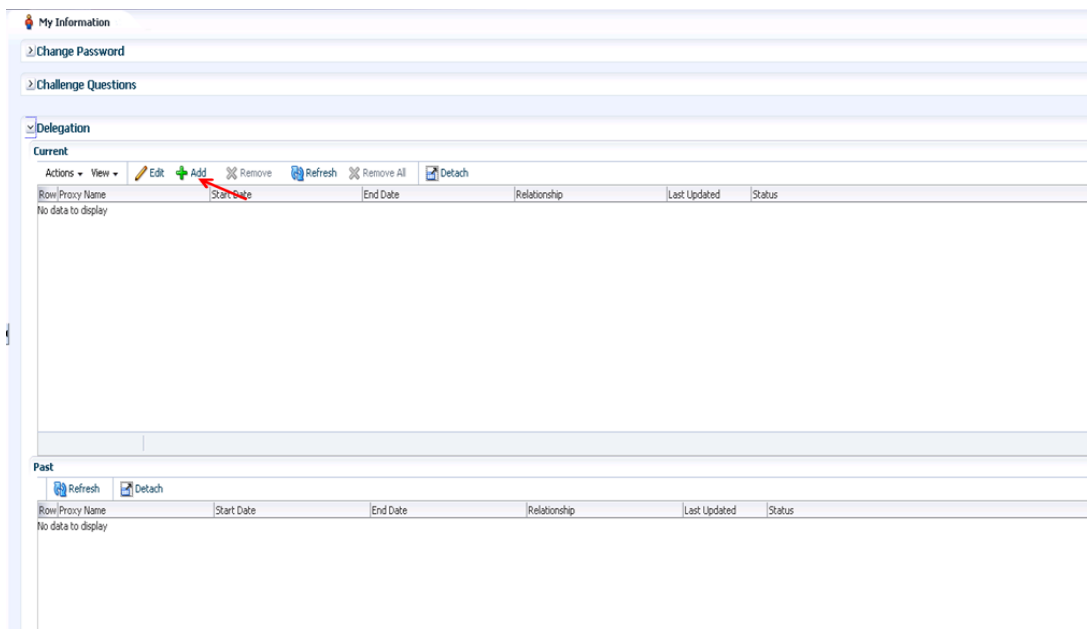 My Information
Change Password
Challenge Questions
Delegation
Current
Actions View Edit Add Remove Refresh Remove All Detach
Row Proxy Name Start Date End Date Relationship Last Updated Status
No data to display
Past
Refresh Detach
Row Proxy Name Start Date End Date Relationship Last Updated Status
No data to display